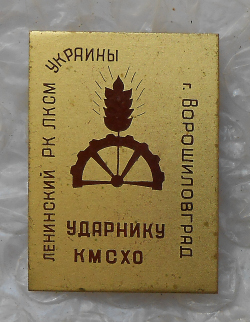 ЛЕНИНСКИЙ РК ЛКСМ УКРАИНЫ
г. ВОРОШИЛОВГРАД
УДАРНИКУ
КМСХО